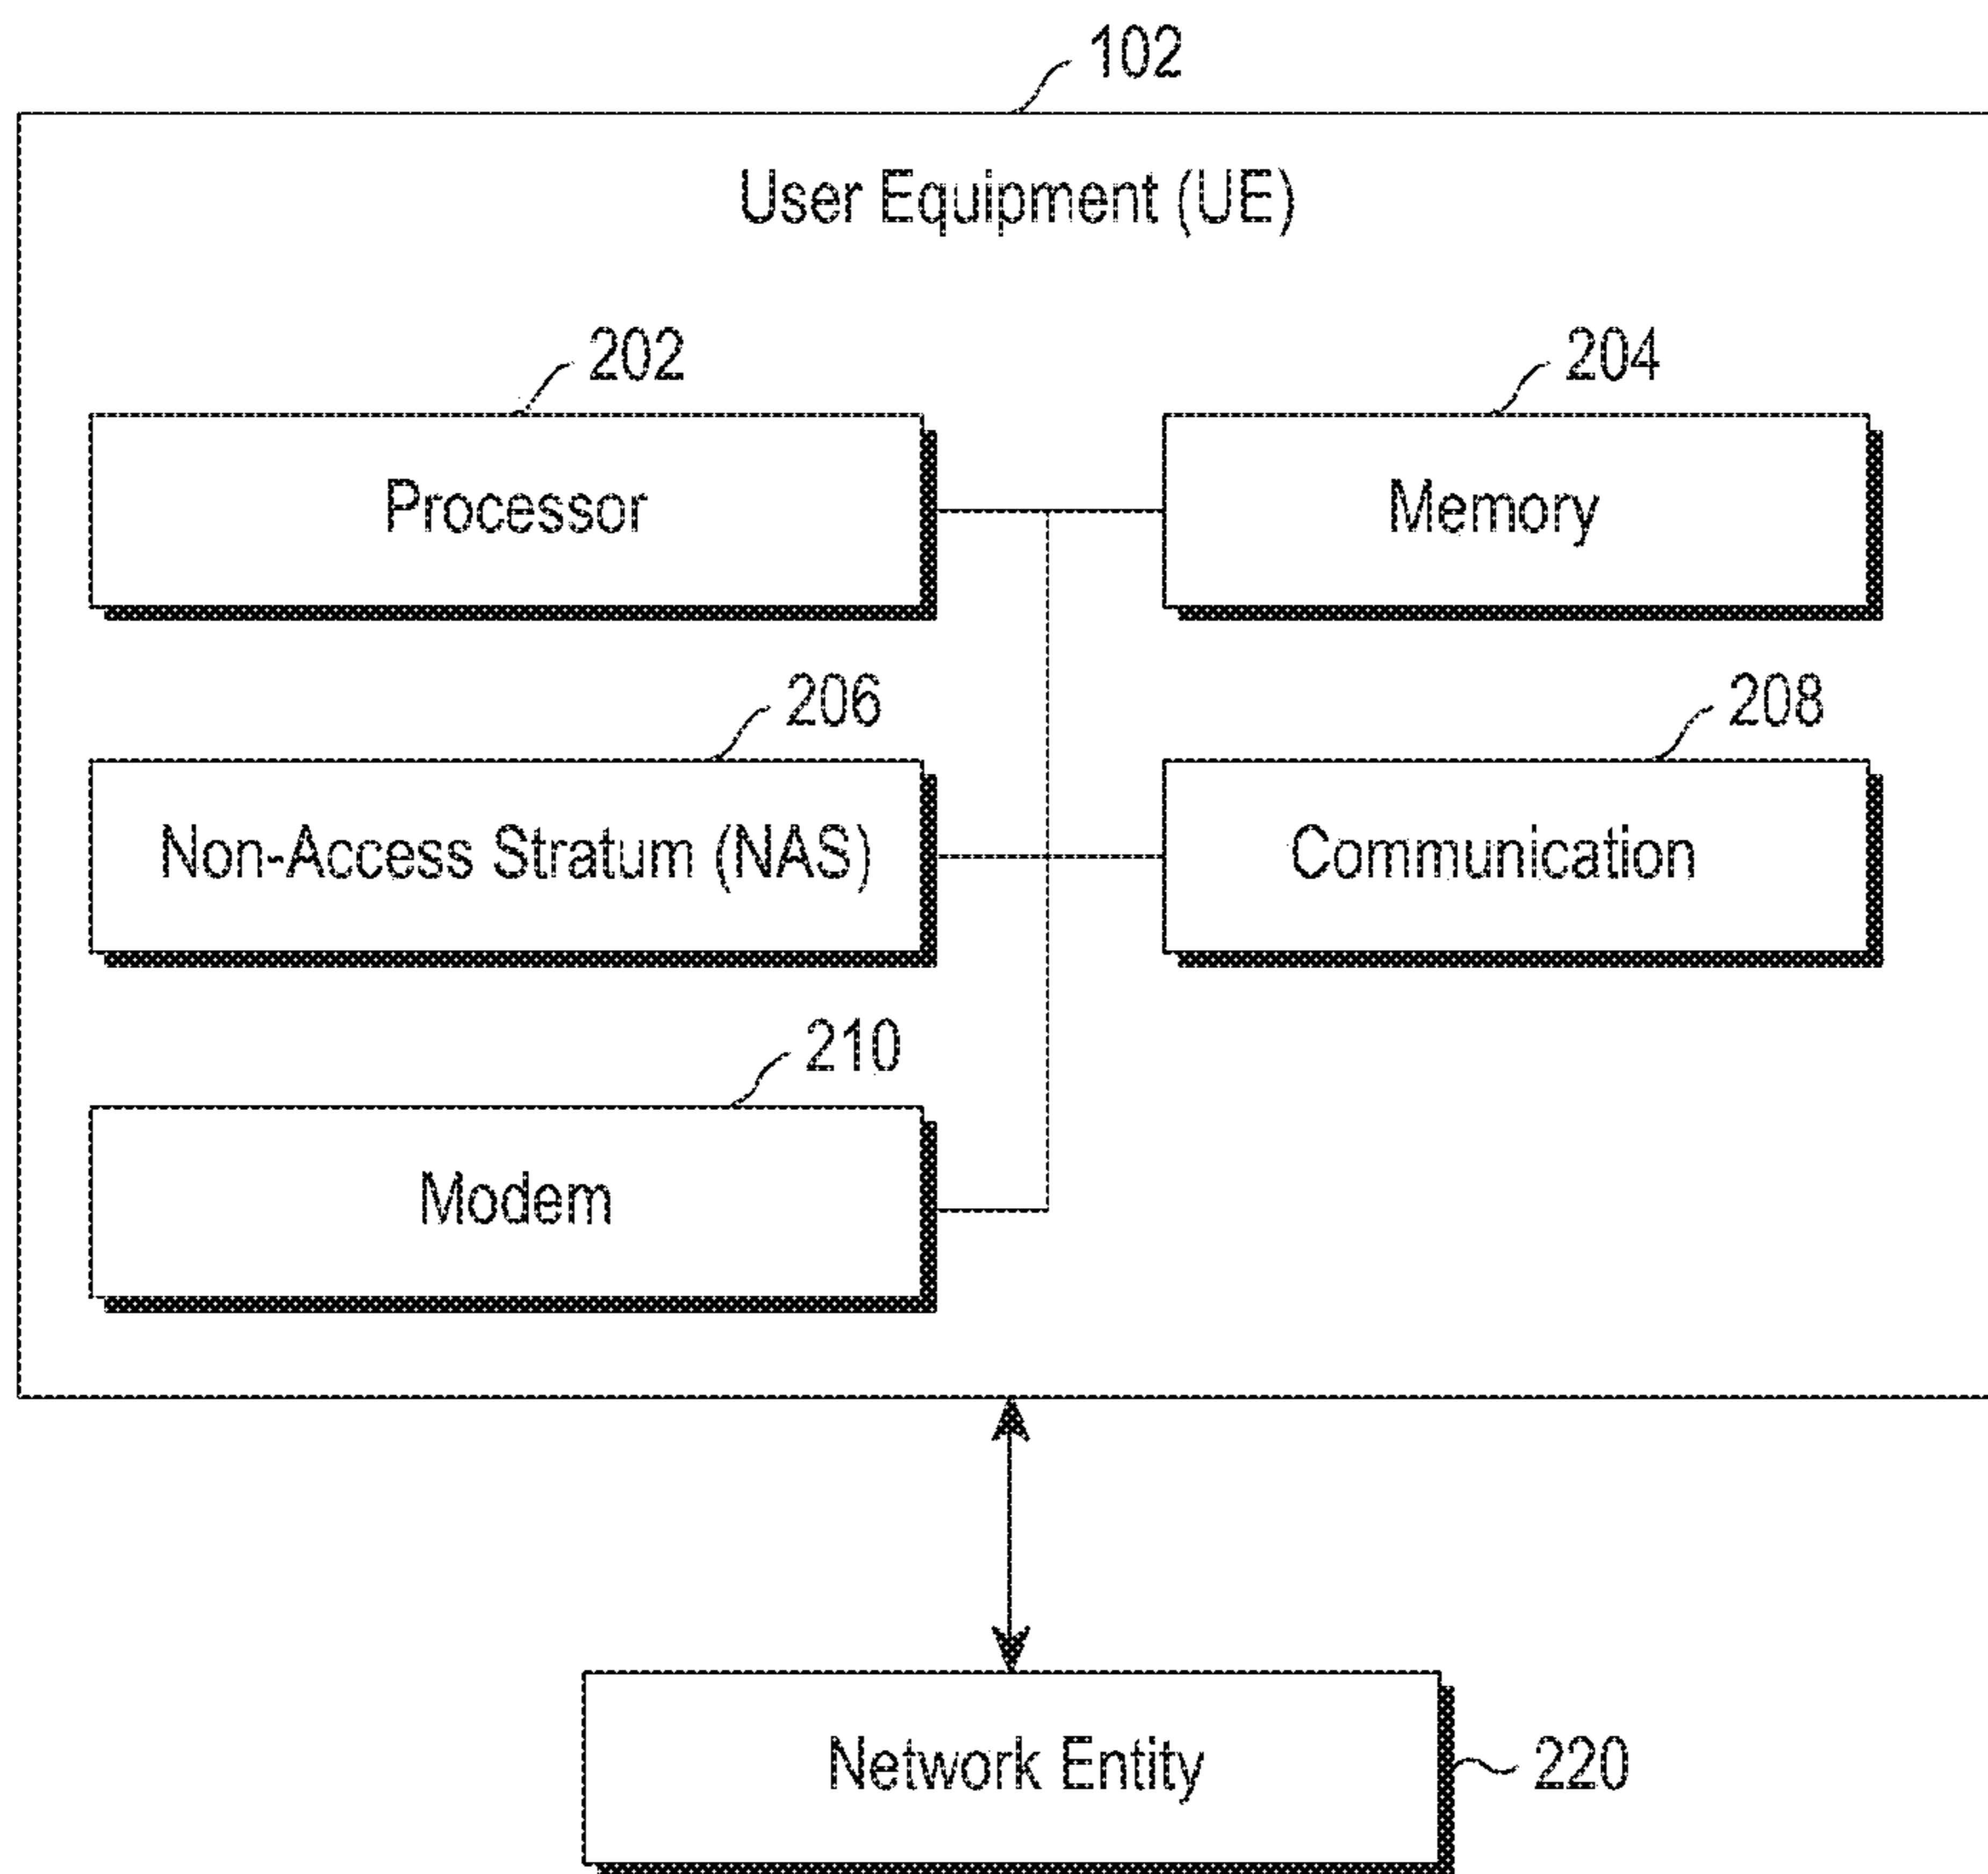 102
User Equipment (UE)
202
204
Processor
Memory
206
208
Non-Access Stratum (NAS)
Communication
210
Modem
Network Entity
220